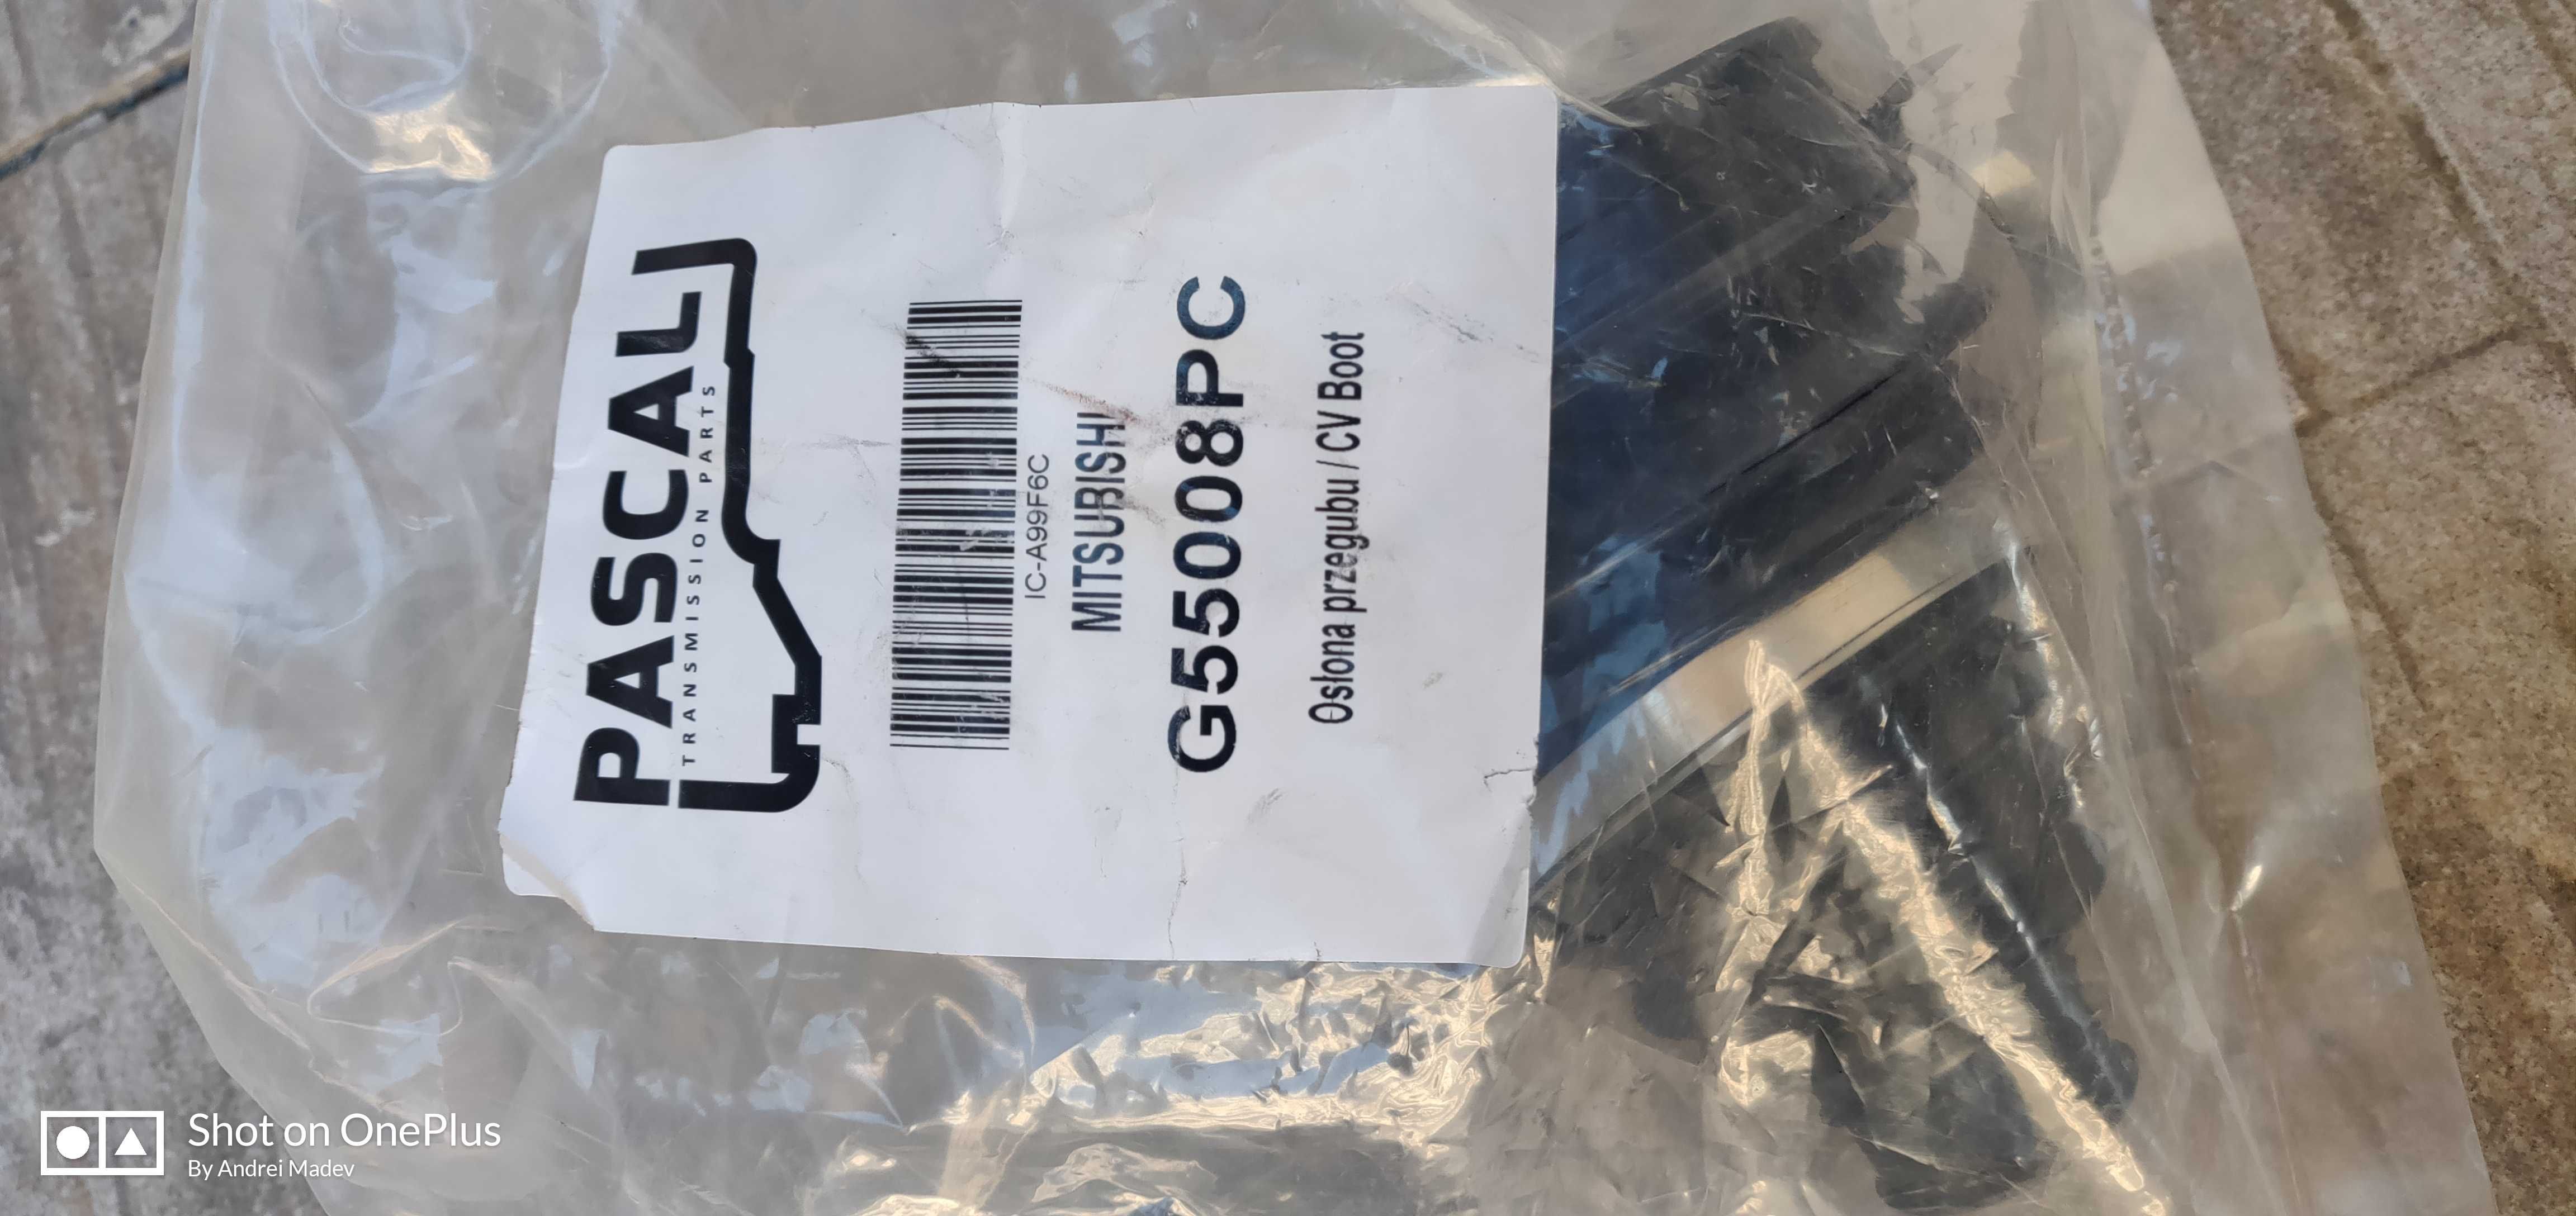 PASCAL
TRANSMISSION PARTS
IC-A99F6C
MITSUBISHI
G55008PC
Osłona przegubu / CV Boot
Shot on OnePlus
By Andrei Madev